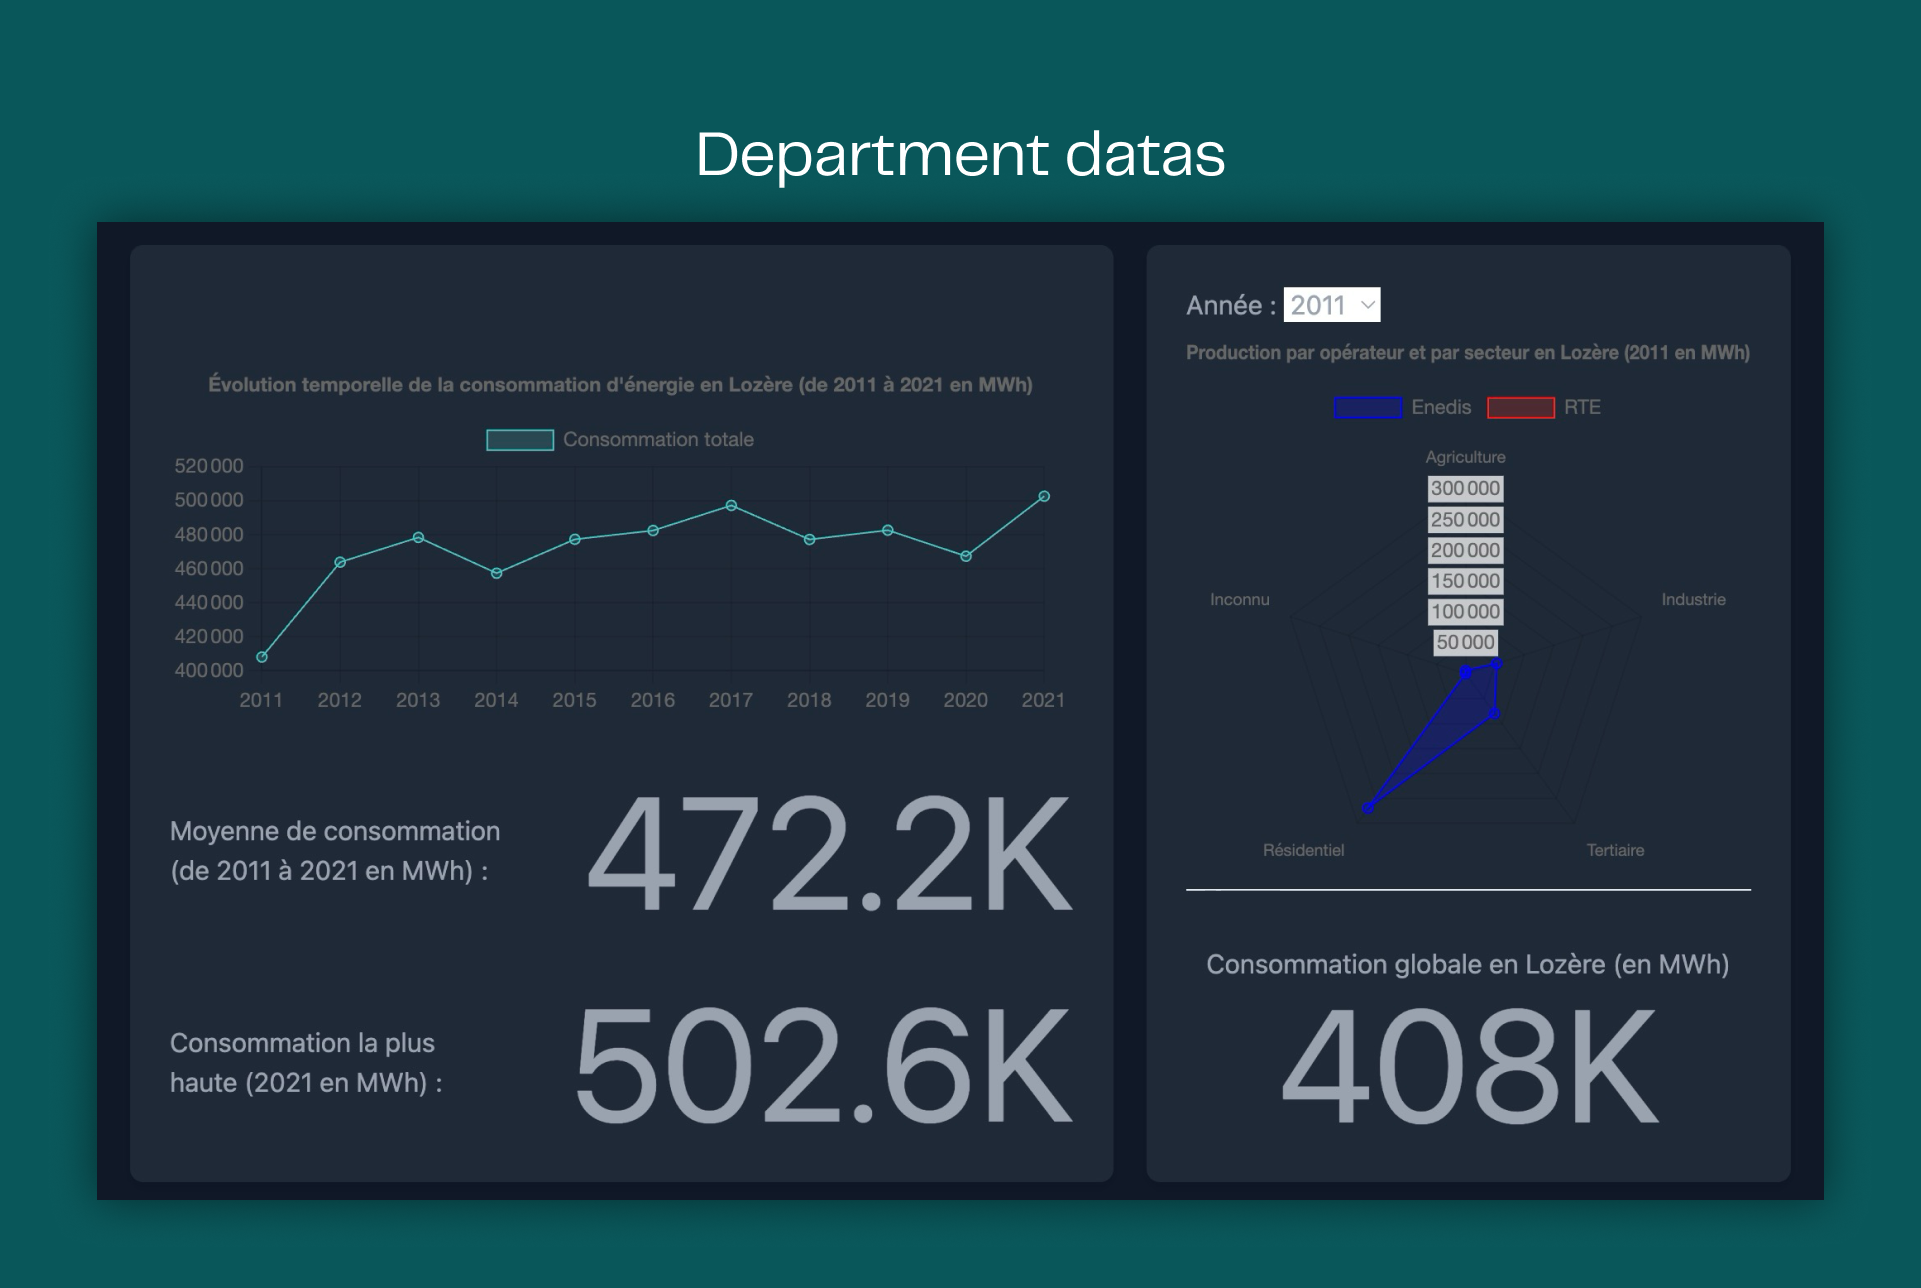 Department datas
Évolution temporelle de la consommation d'énergie en Lozère (de 2011 à 2021 en MWh)
Consommation totale
520 000
500 000
480 000
460 000
440 000
420 000
400 000
2011 2012 2013 2014 2015 2016 2017 2018 2019 2020 2021
Moyenne de consommation
(de 2011 à 2021 en MWh) :
472.2K
Consommation la plus
haute (2021 en MWh) :
502.6K
Année : 2011
Production par opérateur et par secteur en Lozère (2011 en MWh)
Enedis RTE
Agriculture
300 000
250 000
200 000
150 000
100 000
50 000
Inconnu Industrie
Résidentiel Tertiaire
Consommation globale en Lozère (en MWh)
408K